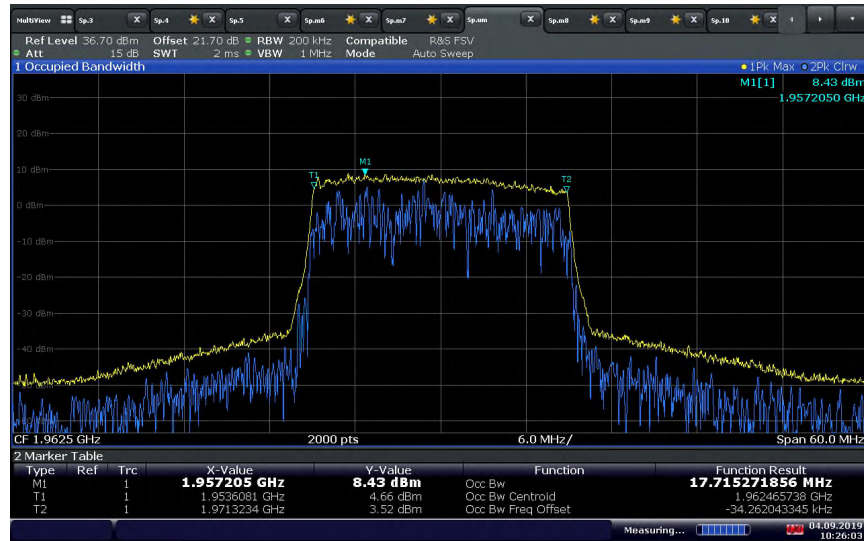 MultiView Sp.3 X Sp.4 X Sp.5 X Sp.m6 X Sp.m7 X Sp.um X Sp.m8 X Sp.m9 X Sp.10 X
Ref Level 36.70 dBm Offset 21.70 dB RBW 200 kHz Compatible R&S FSV
Att 15 dB SWT 2 ms VBW 1 MHz Mode Auto Sweep
1 Occupied Bandwidth 1Pk Max 2Pk Clrw
M1[1] 8.43 dBm
1.9572050 GHz
30 dBm
20 dBm
10 dBm
M1
T1 T2
0 dBm
-10 dBm
-20 dBm
-30 dBm
-40 dBm
CF 1.9625 GHz 2000 pts 6.0 MHz/ Span 60.0 MHz
2 Marker Table
Type Ref Trc X-Value Y-Value Function Function Result
M1 1 1.957205 GHz 8.43 dBm Occ Bw 17.715271856 MHz
T1 1 1.9536081 GHz 4.66 dBm Occ Bw Centroid 1.962465738 GHz
T2 1 1.9713234 GHz 3.52 dBm Occ Bw Freq Offset -34.262043345 kHz
Measuring... 04.09.2019
10:26:03